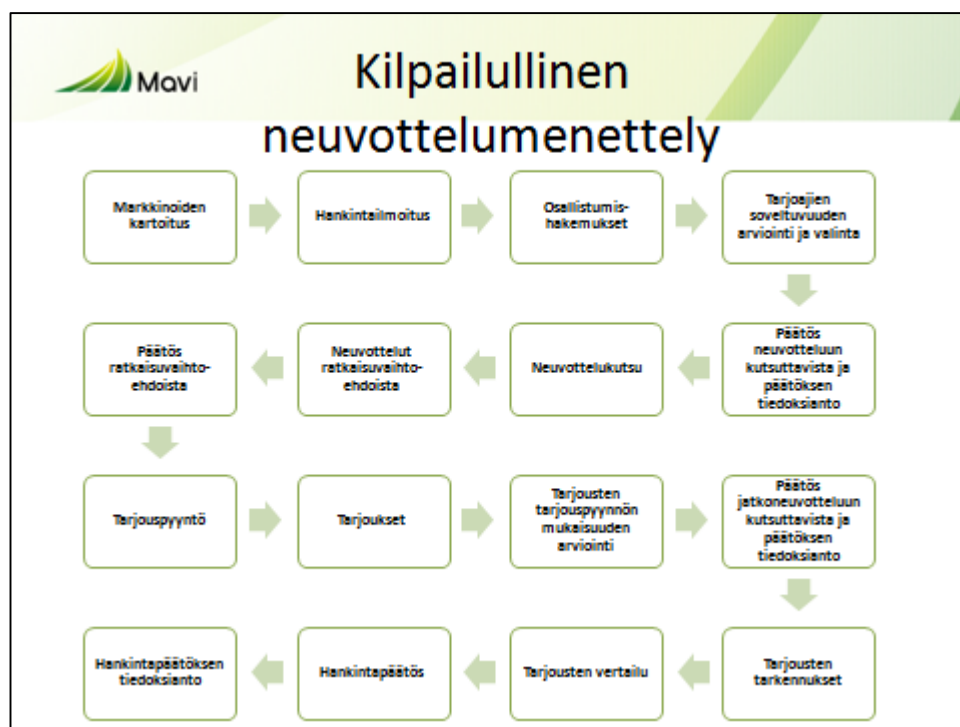 Mavi
Kilpailullinen
neuvottelumenettely
Markkinoiden
kartoitus
Hankintailmoitus
Osallistumis-
hakemukset
Tarjoajien
soveltuvuuden
arviointi ja valinta
Päätös
neuvotteluun
kutsuttavista ja
päätöksen
tiedoksianto
Neuvottelukutsu
Neuvottelut
ratkaisuvaihto-
ehdoista
Päätös
ratkaisuvaihto-
ehdoista
Tarjouspyyntö
Tarjoukset
Tarjousten
tarjouspyynnön
mukaisuuden
arviointi
Päätös
jatkoneuvotteluun
kutsuttavista ja
päätöksen
tiedoksianto
Tarjousten
tarkennukset
Tarjousten vertailu
Hankintapäätös
Hankintapäätöksen
tiedoksianto